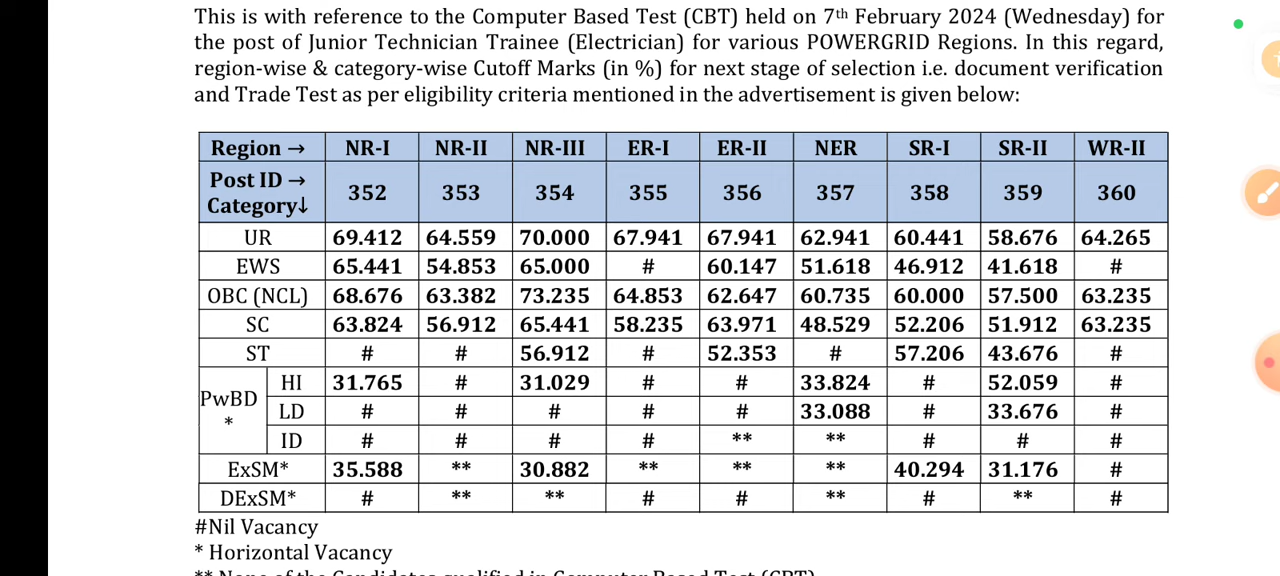 This is with reference to the Computer Based Test (CBT) held on 7th February 2024 (Wednesday) for
the post of Junior Technician Trainee (Electrician) for various POWERGRID Regions. In this regard,
region-wise & category-wise Cutoff Marks (in %) for next stage of selection i.e. document verification
and Trade Test as per eligibility criteria mentioned in the advertisement is given below:
Region → NR-I NR-II NR-III ER-I ER-II NER SR-I SR-II WR-II
Post ID → 352 353 354 355 356 357 358 359 360
Category↓
UR 69.412 64.559 70.000 67.941 67.941 62.941 60.441 58.676 64.265
EWS 65.441 54.853 65.000 # 60.147 51.618 46.912 41.618 #
OBC (NCL) 68.676 63.382 73.235 64.853 62.647 60.735 60.000 57.500 63.235
SC 63.824 56.912 65.441 58.235 63.971 48.529 52.206 51.912 63.235
ST # # 56.912 # 52.353 # 57.206 43.676 #
PwBD * HI 31.765 # 31.029 # # 33.824 # 52.059 #
LD # # # # # 33.088 # 33.676 #
ID # # # # ** ** # # #
ExSM* 35.588 ** 30.882 ** ** ** 40.294 31.176 #
DExSM* # ** ** # # ** # ** #
#Nil Vacancy
* Horizontal Vacancy
** None of the Candidates qualified in Computer Based Test (CBT)